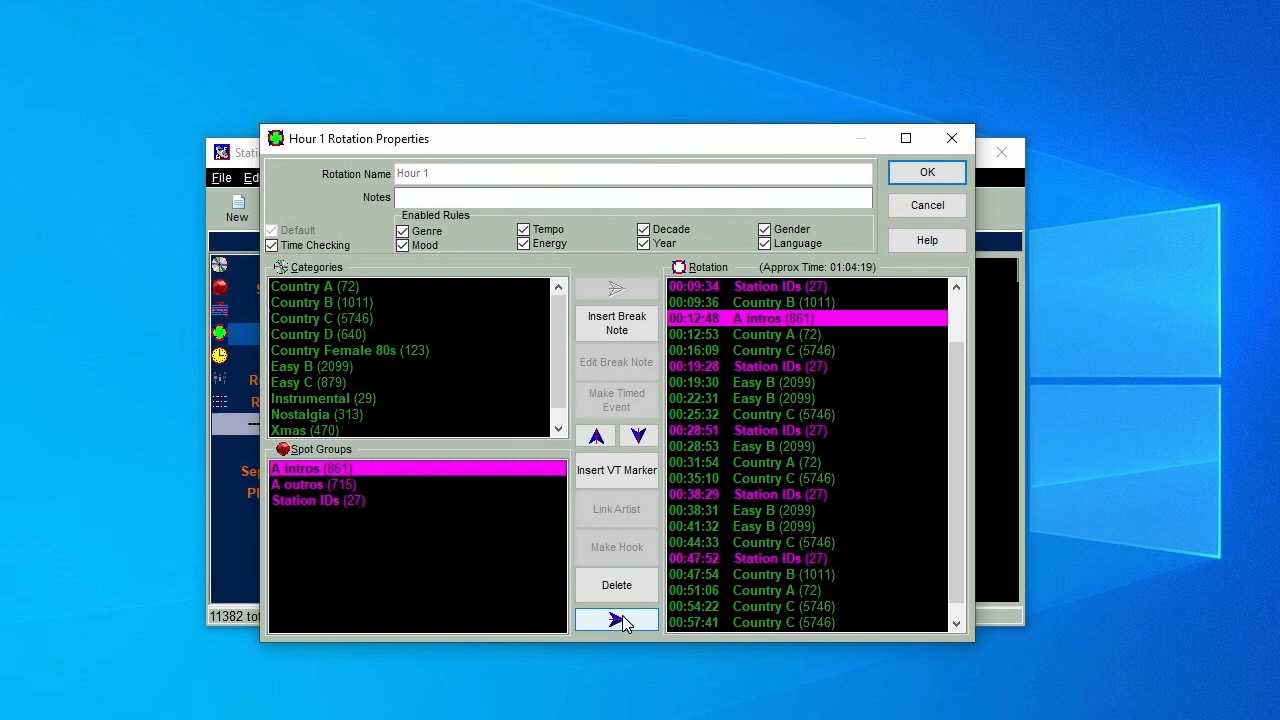 Hour 1 Rotation Properties
Stati
File Ed
New
Rotation Name Hour 1
Notes
Enabled Rules
Default
Time Checking
Genre
Mood
Tempo
Energy
Decade
Year
Gender
Language
OK
Cancel
Help
Categories
Country A (72)
Country B (1011)
Country C (5746)
Country D (640)
Country Female 80s (123)
Easy B (2099)
Easy C (879)
Instrumental (29)
Nostalgia (313)
Xmas (470)
Spot Groups
A intros (861)
A outros (715)
Station IDs (27)
Insert Break Note
Edit Break Note
Make Timed Event
Insert VT Marker
Link Artist
Make Hook
Delete
Rotation (Approx Time: 01:04:19)
00:09:34 Station IDs (27)
00:09:36 Country B (1011)
00:12:48 A intros (861)
00:12:53 Country A (72)
00:16:09 Country C (5746)
00:19:28 Station IDs (27)
00:19:30 Easy B (2099)
00:22:31 Easy B (2099)
00:25:32 Country C (5746)
00:28:51 Station IDs (27)
00:28:53 Easy B (2099)
00:31:54 Country A (72)
00:35:10 Country C (5746)
00:38:29 Station IDs (27)
00:38:31 Easy B (2099)
00:41:32 Easy B (2099)
00:44:33 Country C (5746)
00:47:52 Station IDs (27)
00:47:54 Country B (1011)
00:51:06 Country A (72)
00:54:22 Country C (5746)
00:57:41 Country C (5746)
11382 to